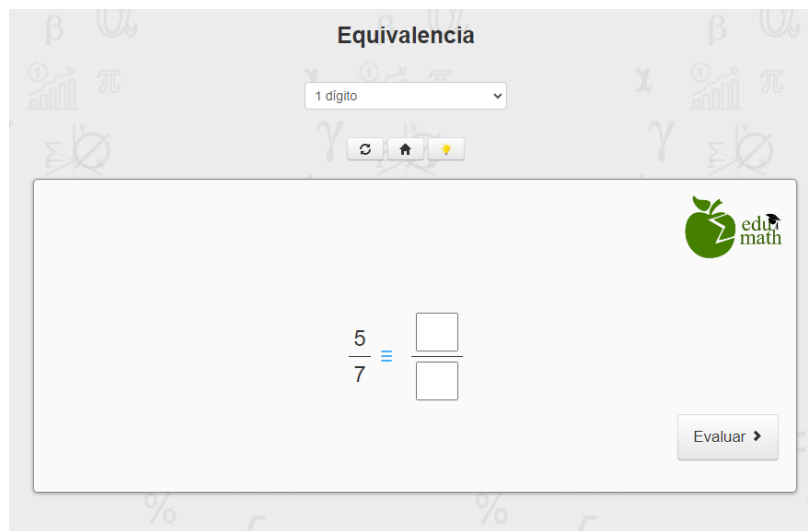 Equivalencia
1 dígito
edu
math
5
7
≡
Evaluar